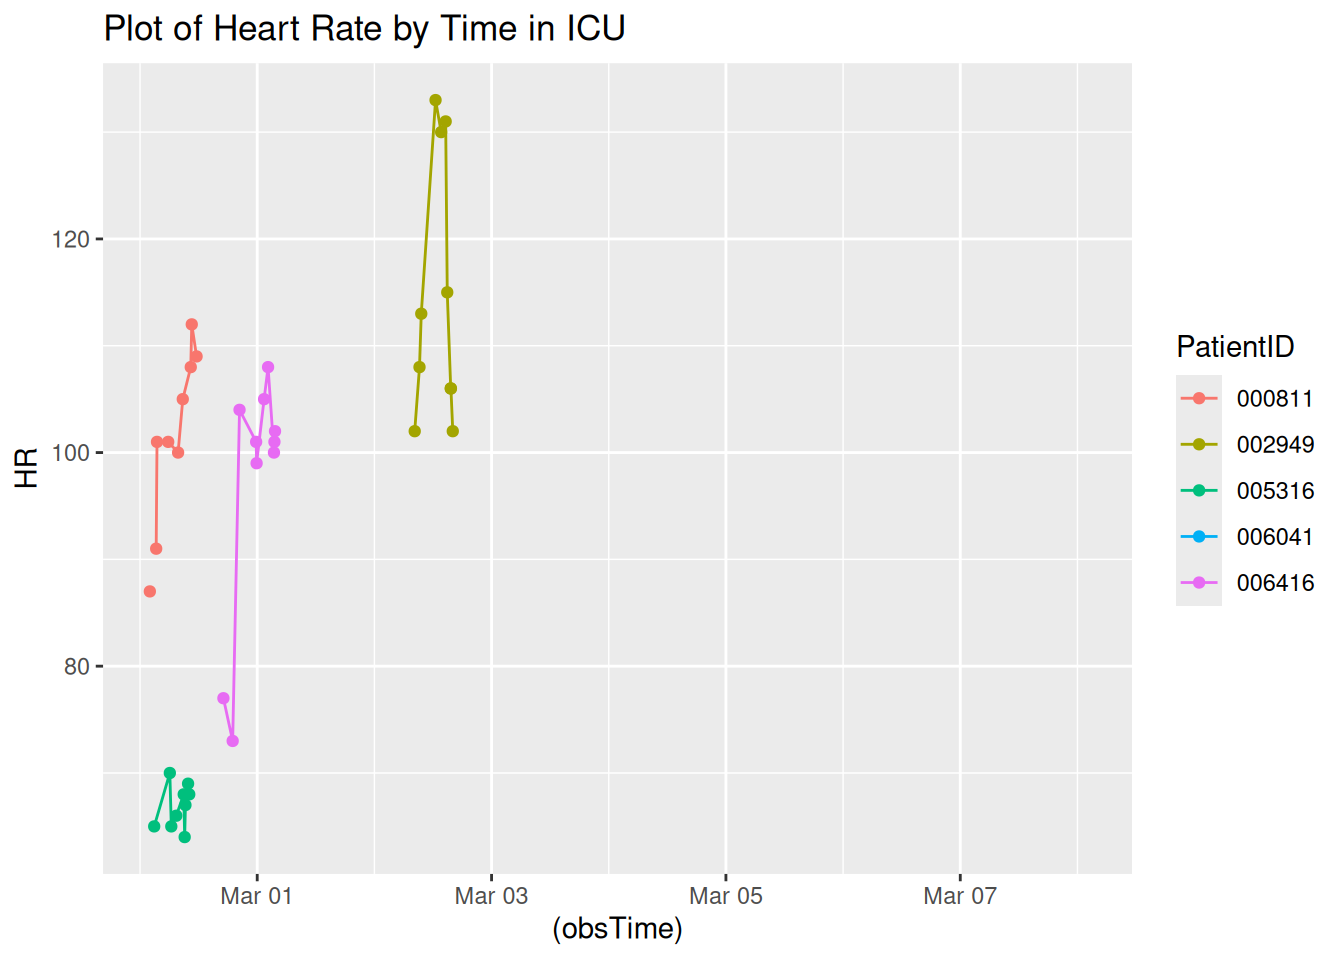 Plot of Heart Rate by Time in ICU
HR
120
100
80
Mar 01
Mar 03
Mar 05
Mar 07
(obsTime)
PatientID
000811
002949
005316
006041
006416